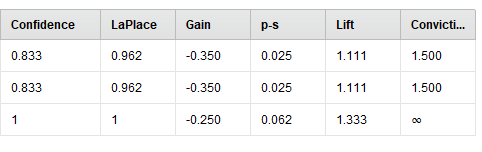 Confidence LaPlace Gain p-s Lift Convicti...
0.833 0.962 -0.350 0.025 1.111 1.500
0.833 0.962 -0.350 0.025 1.111 1.500
1 1 -0.250 0.062 1.333 ∞